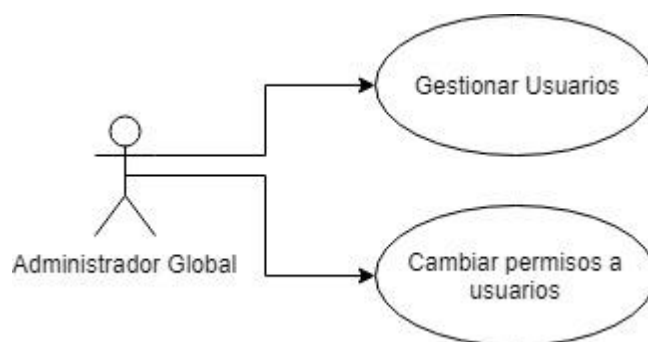 Gestionar Usuarios
Administrador Global
Cambiar permisos a
usuarios